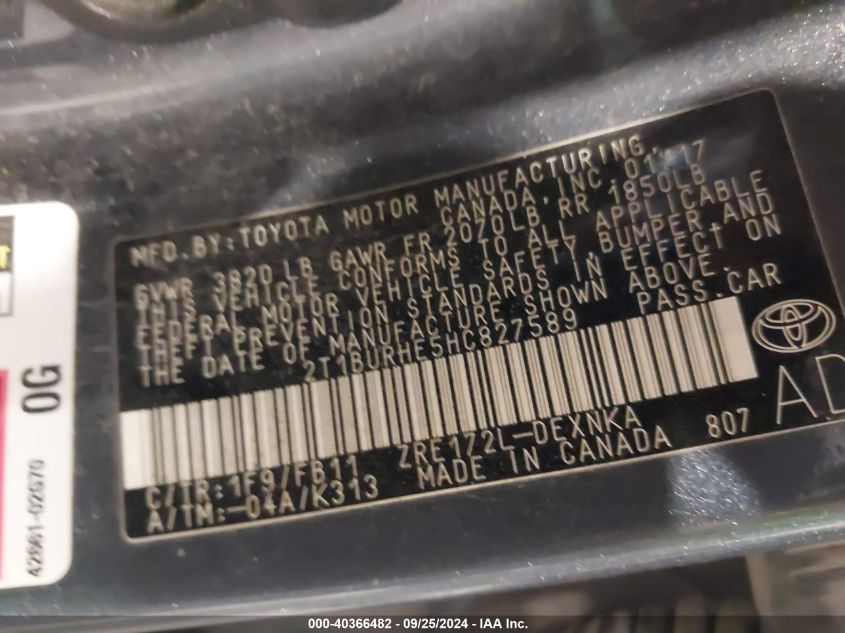 MFD.BY:TOYOTA MOTOR MANUFACTURING,
CANADA,INC. 01/17
GVWR 3820 LB GAWR FR 2070LB RR 1850LB
THIS VEHICLE CONFORMS TO ALL APPLICABLE
FEDERAL MOTOR VEHICLE SAFETY, BUMPER AND
THEFT PREVENTION STANDARDS IN EFFECT ON
THE DATE OF MANUFACTURE SHOWN ABOVE.
2T1BURHE5HC827589 PASS.CAR
C/TR:1F9/FB11 ZRE172L-DEXNKA
A/TM:-04A/K313 MADE IN CANADA 807
AD
0G
42661-02G70
000-40366482 - 09/25/2024 - IAA Inc.